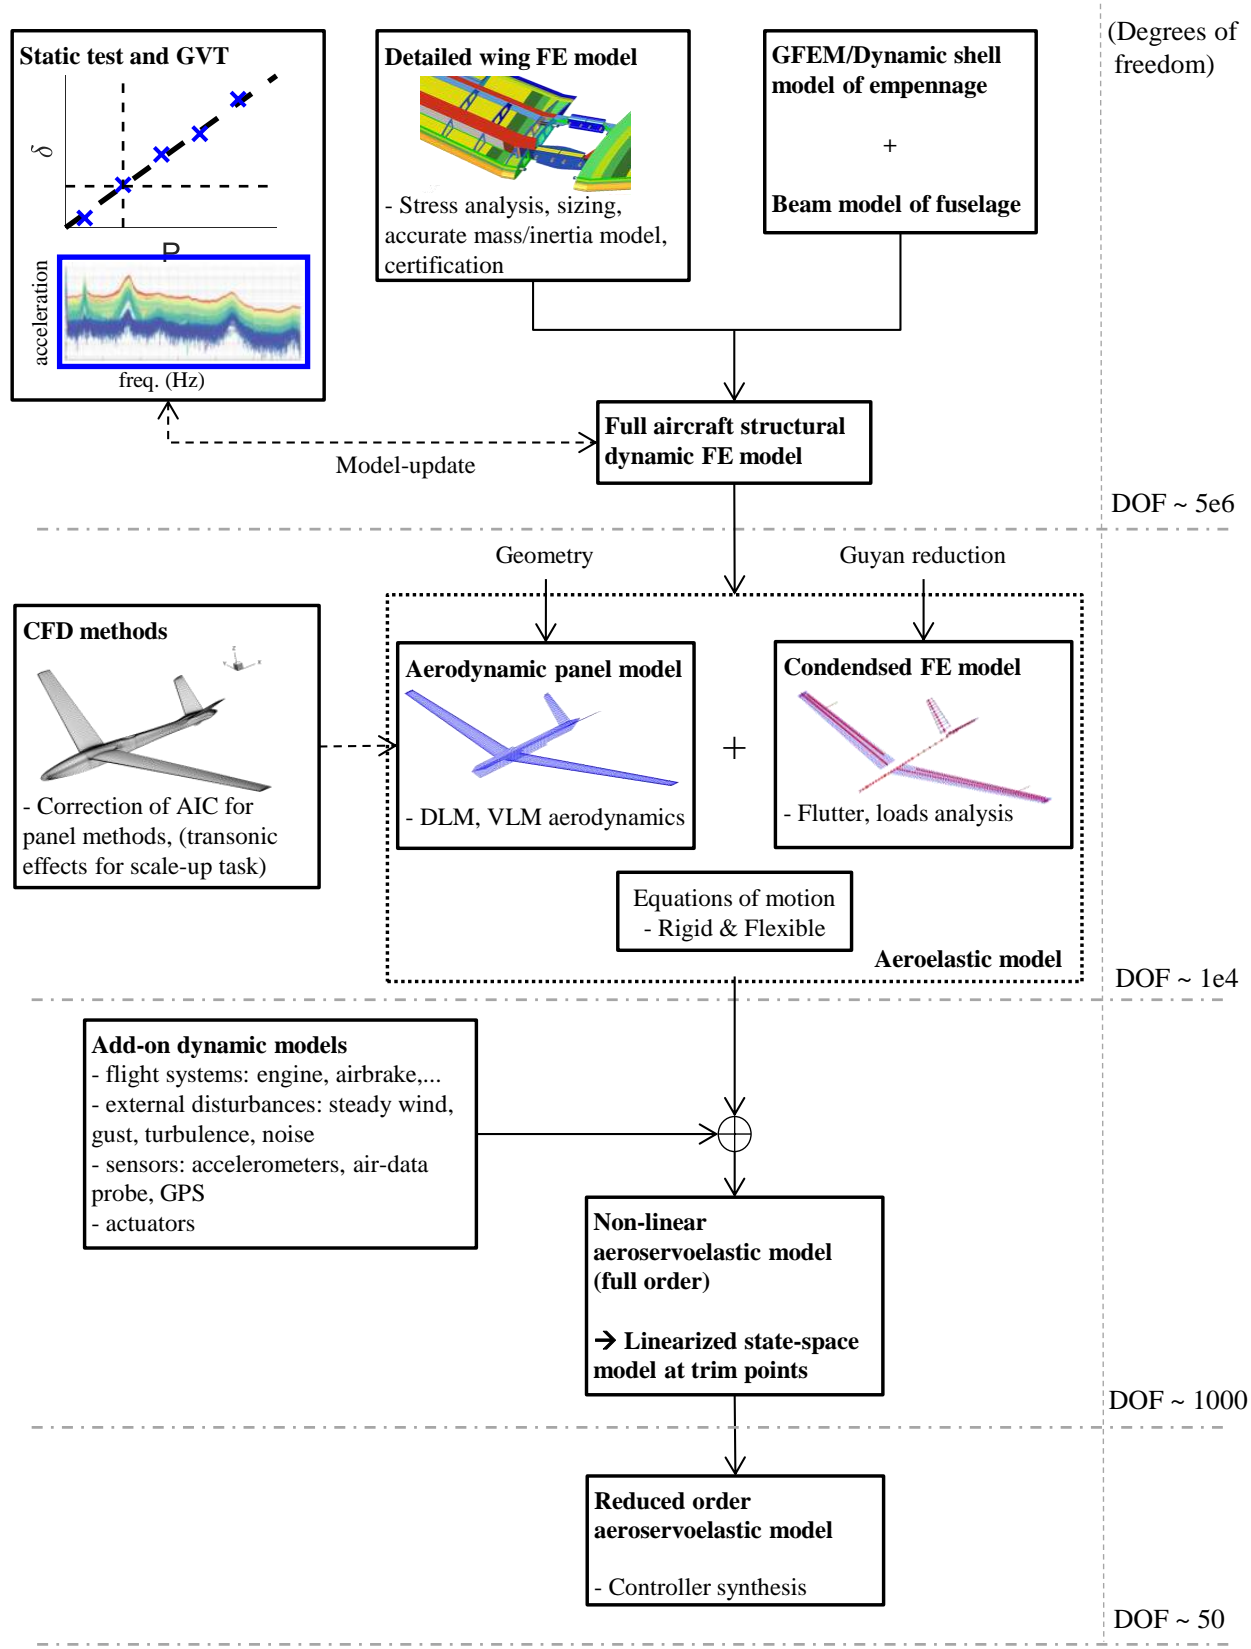 (Degrees of
freedom)
Static test and GVT
δ
P
acceleration
freq. (Hz)
Detailed wing FE model
- Stress analysis, sizing,
accurate mass/inertia model,
certification
GFEM/Dynamic shell
model of empennage
+
Beam model of fuselage
Full aircraft structural
dynamic FE model
Model-update
DOF ~ 5e6
Geometry
Guyan reduction
CFD methods
z
x
- Correction of AIC for
panel methods, (transonic
effects for scale-up task)
Aerodynamic panel model
- DLM, VLM aerodynamics
+
Condendsed FE model
- Flutter, loads analysis
Equations of motion
- Rigid & Flexible
Aeroelastic model
DOF ~ 1e4
Add-on dynamic models
- flight systems: engine, airbrake,...
- external disturbances: steady wind,
gust, turbulence, noise
- sensors: accelerometers, air-data
probe, GPS
- actuators
Non-linear
aeroservoelastic model
(full order)
→ Linearized state-space
model at trim points
DOF ~ 1000
Reduced order
aeroservoelastic model
- Controller synthesis
DOF ~ 50